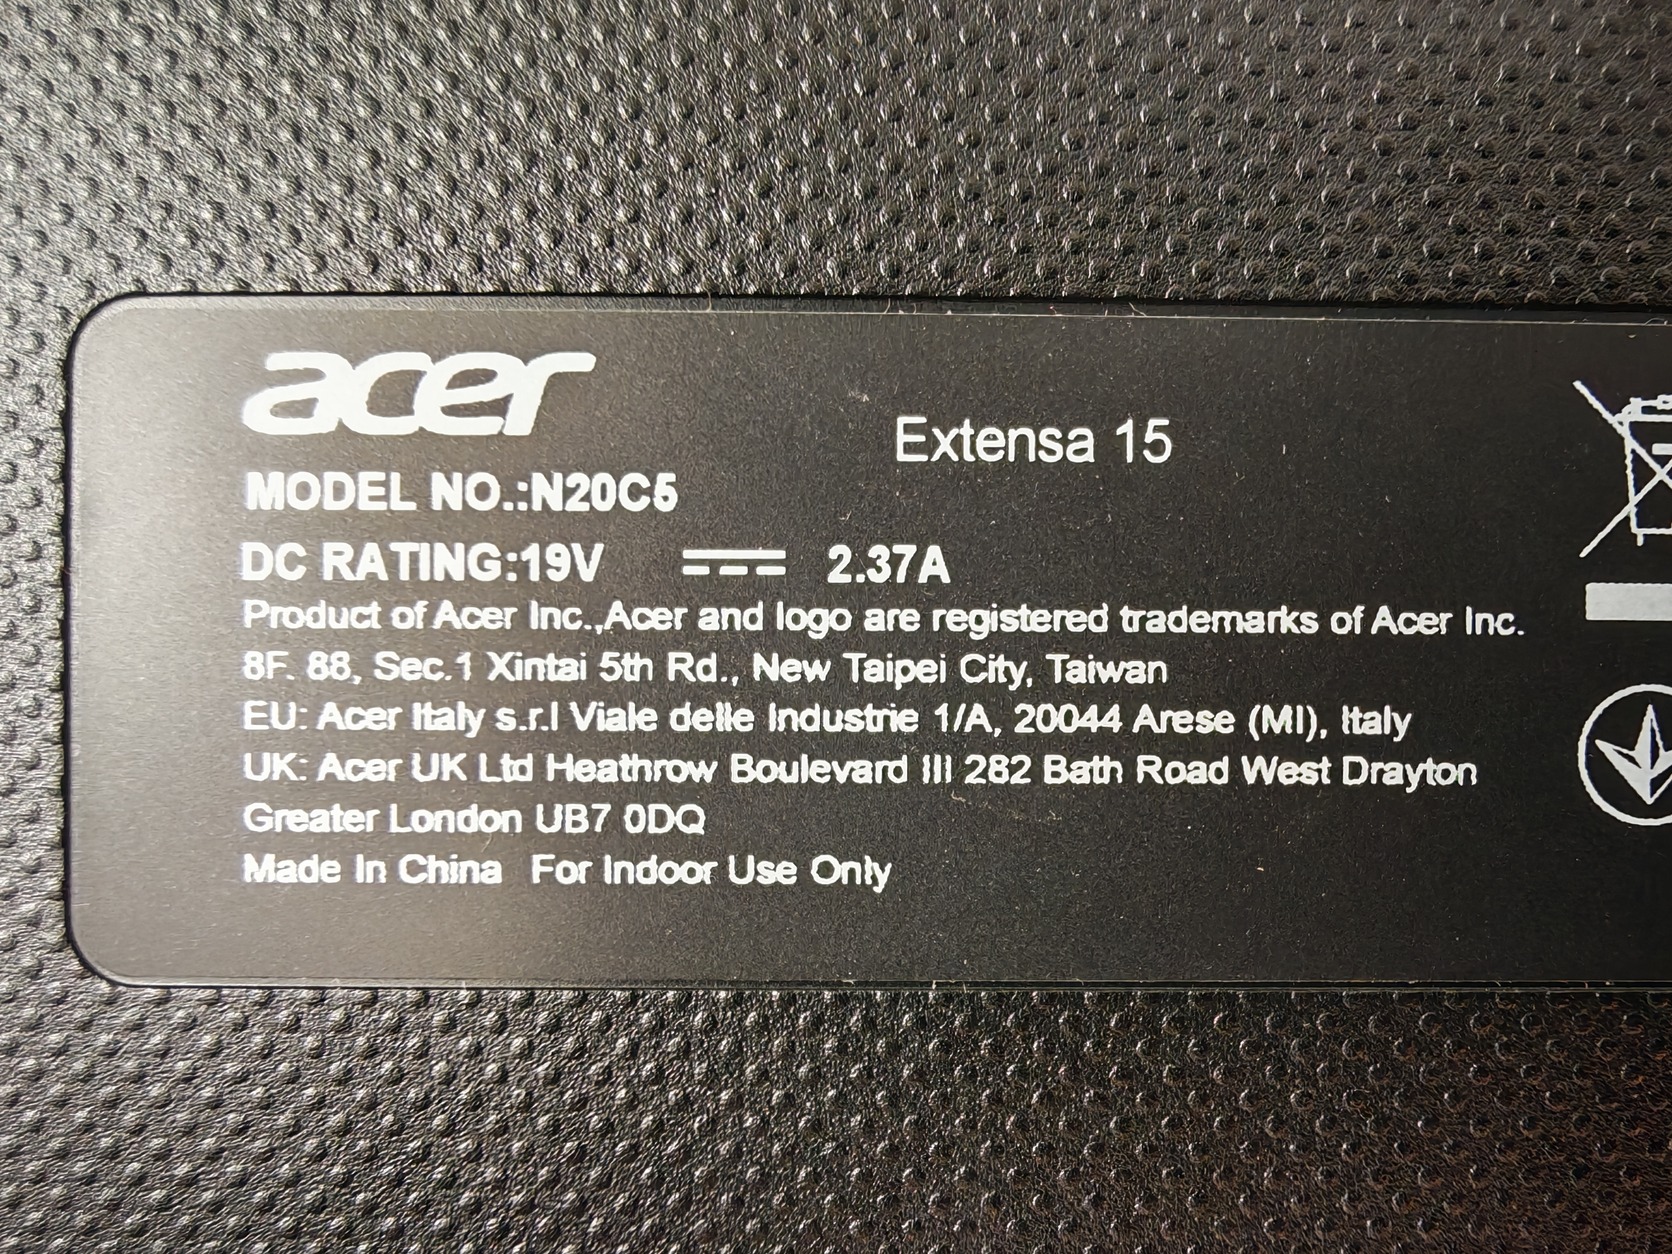 acer
Extensa 15
MODEL NO.:N20C5
DC RATING:19V 2.37A
Product of Acer Inc.,Acer and logo are registered trademarks of Acer Inc.
8F. 88, Sec.1 Xintai 5th Rd., New Taipei City, Taiwan
EU: Acer Italy s.r.l Viale delle Industrie 1/A, 20044 Arese (MI), Italy
UK: Acer UK Ltd Heathrow Boulevard III 282 Bath Road West Drayton
Greater London UB7 0DQ
Made In China For Indoor Use Only